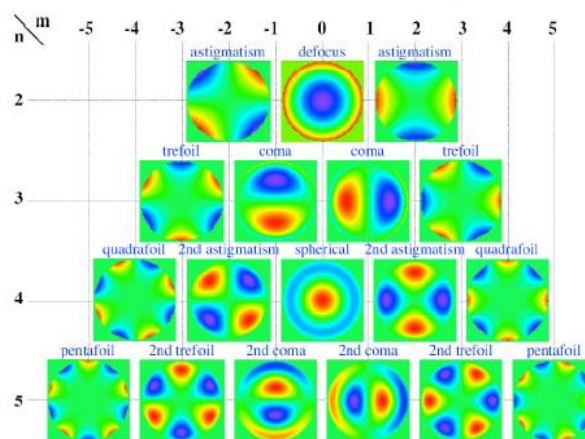 m
n
-5 -4 -3 -2 -1 0 1 2 3 4 5
astigmatism defocus astigmatism
2
trefoil coma coma trefoil
3
quadrafoil 2nd astigmatism spherical 2nd astigmatism quadrafoil
4
pentafoil 2nd trefoil 2nd coma 2nd coma 2nd trefoil pentafoil
5